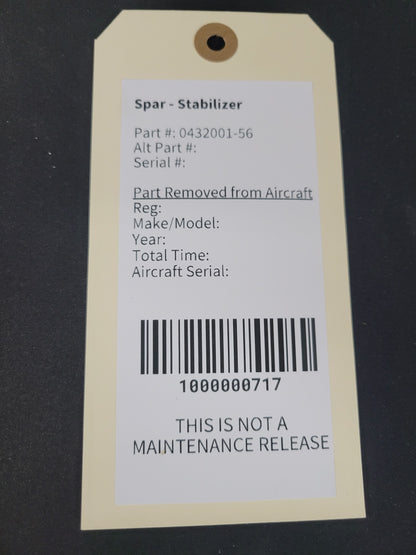 Spar - Stabilizer
Part #: 0432001-56
Alt Part #:
Serial #:
Part Removed from Aircraft
Reg:
Make/Model:
Year:
Total Time:
Aircraft Serial:
1000000717
THIS IS NOT A
MAINTENANCE RELEASE